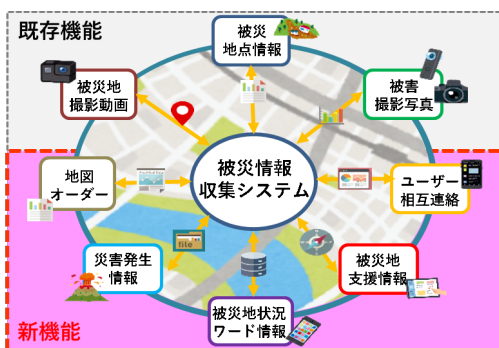 既存機能
被災
地点情報
被災地
撮影動画
被害
撮影写真
地図
オーダー
被災情報
収集システム
ユーザー
相互連絡
災害発生
情報
file
被災地
支援情報
被災地状況
ワード情報
新機能